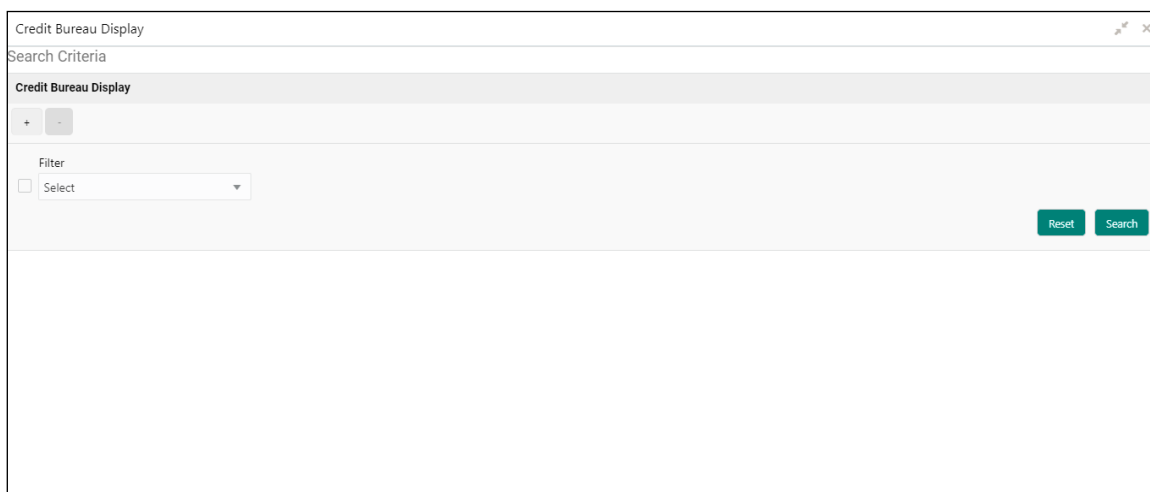 Credit Bureau Display
Search Criteria
Credit Bureau Display
+ -
Filter
Select
Reset Search